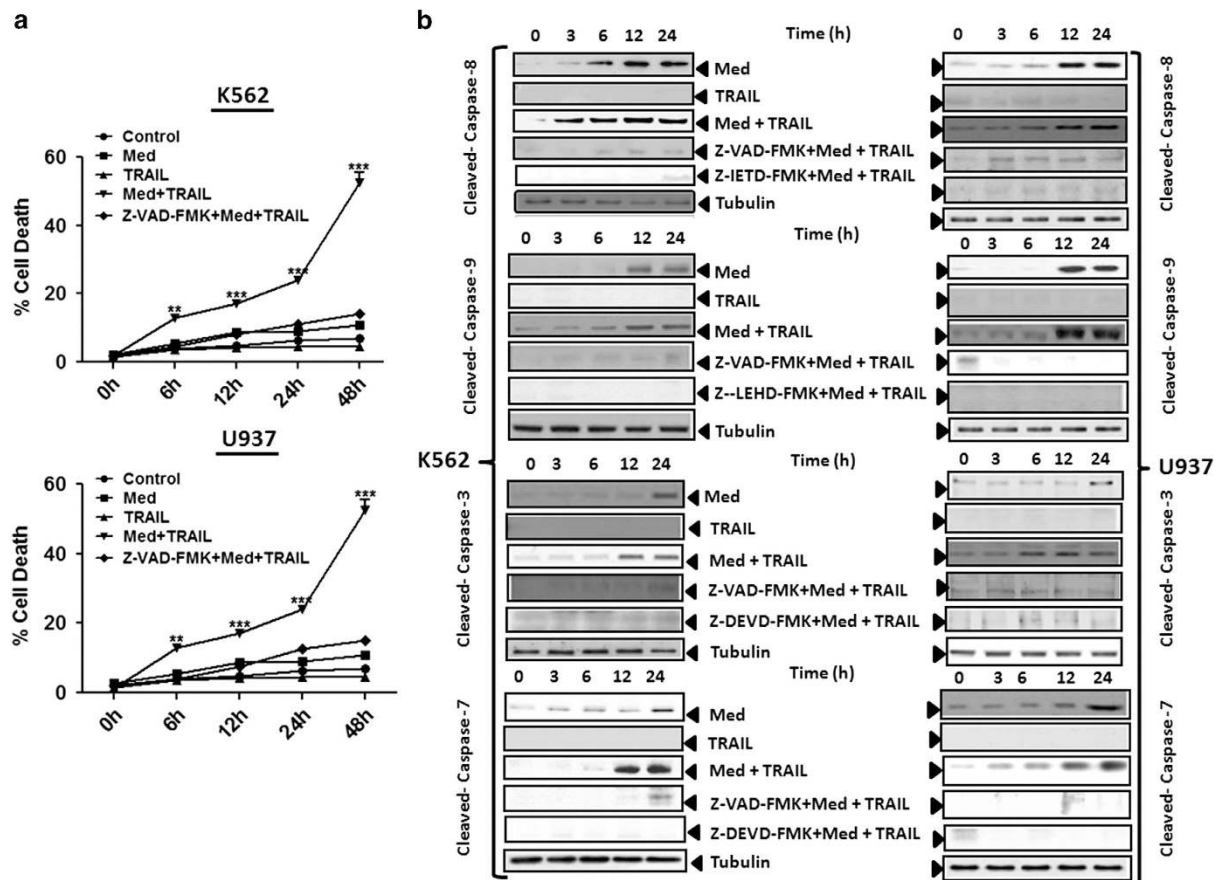 a
K562
Control
Med
TRAIL
Med+TRAIL
Z-VAD-FMK+Med+TRAIL
% Cell Death
60
40
20
0
** *** *** ***
0h 6h 12h 24h 48h
U937
Control
Med
TRAIL
Med+TRAIL
Z-VAD-FMK+Med+TRAIL
% Cell Death
60
40
20
0
** *** *** ***
0h 6h 12h 24h 48h
b
0 3 6 12 24 Time (h) 0 3 6 12 24
Cleaved- Caspase-8
Med
TRAIL
Med + TRAIL
Z-VAD-FMK+Med + TRAIL
Z-IETD-FMK+Med + TRAIL
Tubulin
Cleaved- Caspase-8
0 3 6 12 24 Time (h) 0 3 6 12 24
Cleaved- Caspase-9
Med
TRAIL
Med + TRAIL
Z-VAD-FMK+Med + TRAIL
Z--LEHD-FMK+Med + TRAIL
Tubulin
Cleaved- Caspase-9
K562
U937
0 3 6 12 24 Time (h) 0 3 6 12 24
Cleaved- Caspase-3
Med
TRAIL
Med + TRAIL
Z-VAD-FMK+Med + TRAIL
Z-DEVD-FMK+Med + TRAIL
Tubulin
Cleaved- Caspase-3
0 3 6 12 24 Time (h) 0 3 6 12 24
Cleaved- Caspase-7
Med
TRAIL
Med + TRAIL
Z-VAD-FMK+Med + TRAIL
Z-DEVD-FMK+Med + TRAIL
Tubulin
Cleaved- Caspase-7